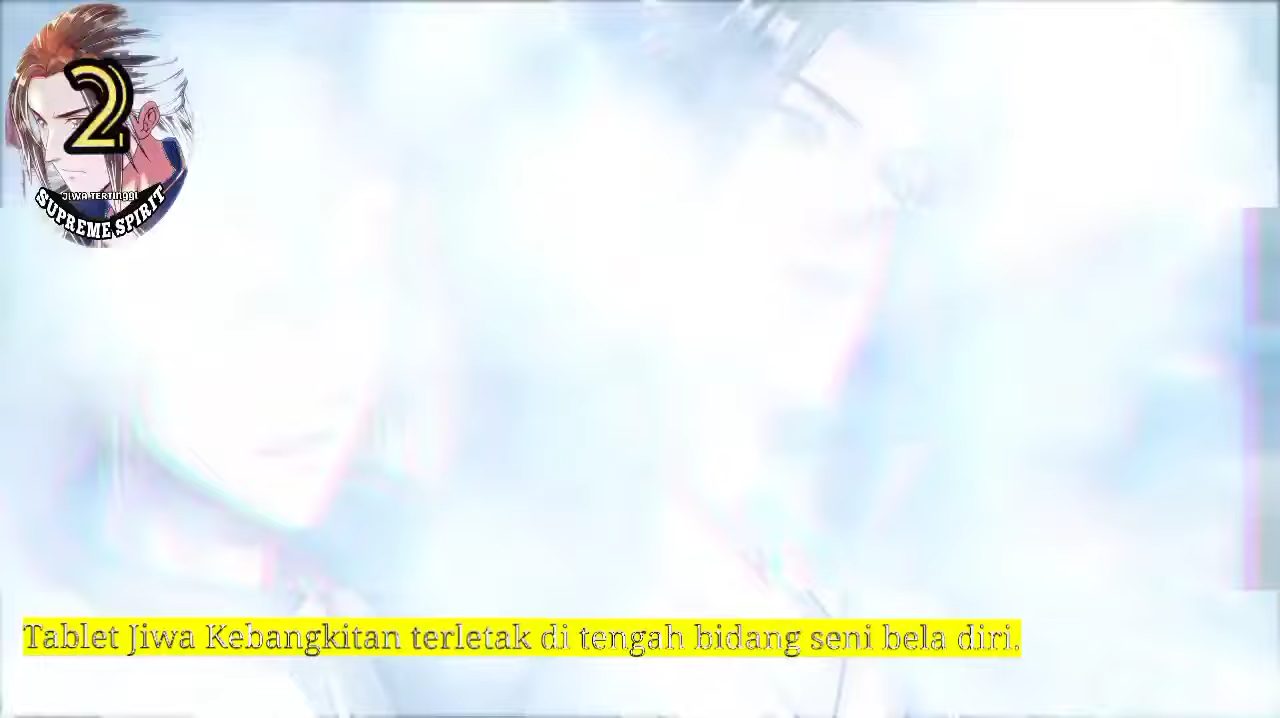 2
JIWA TERTINGGI
SUPREME SPIRIT
Tablet Jiwa Kebangkitan terletak di tengah bidang seni bela diri.